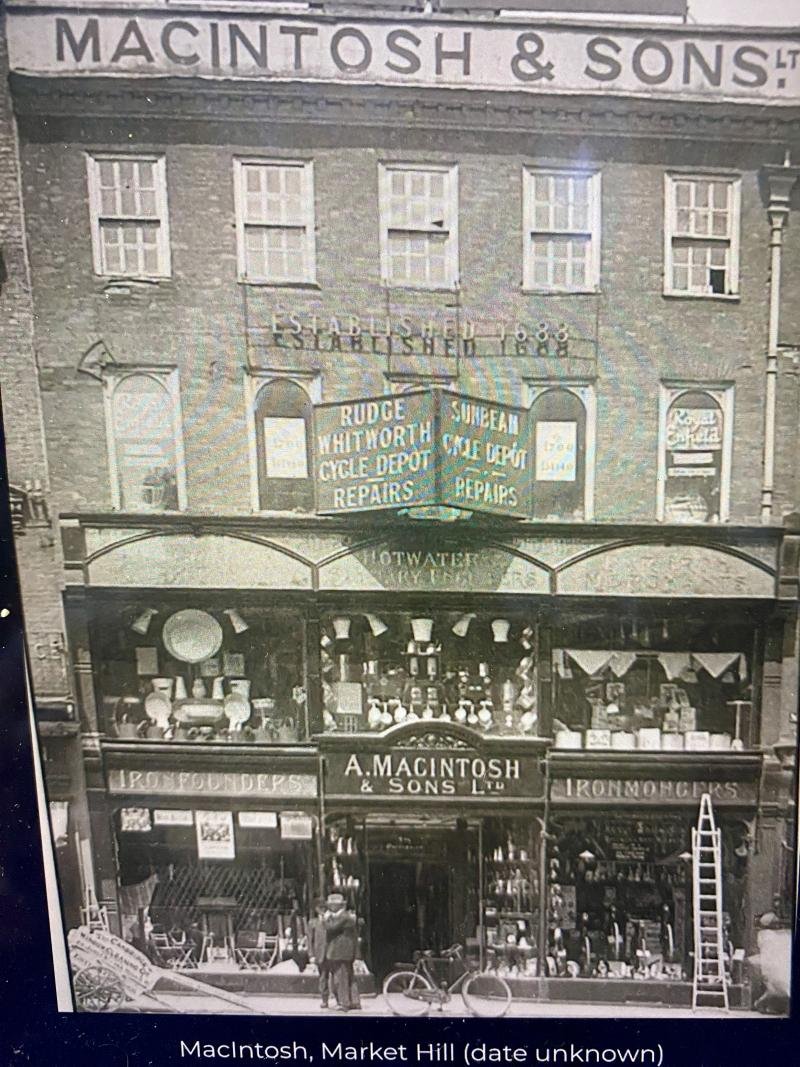 MACINTOSH & SONS LTD
ESTABLISHED 1688
RUDGE
WHITWORTH
CYCLE DEPOT
REPAIRS
SUNBEAM
CYCLE DEPOT
REPAIRS
Royal
Enfield
HOTWATER
IRONFOUNDERS
A. MACINTOSH
& SONS LTD
IRONMONGERS
MacIntosh, Market Hill (date unknown)